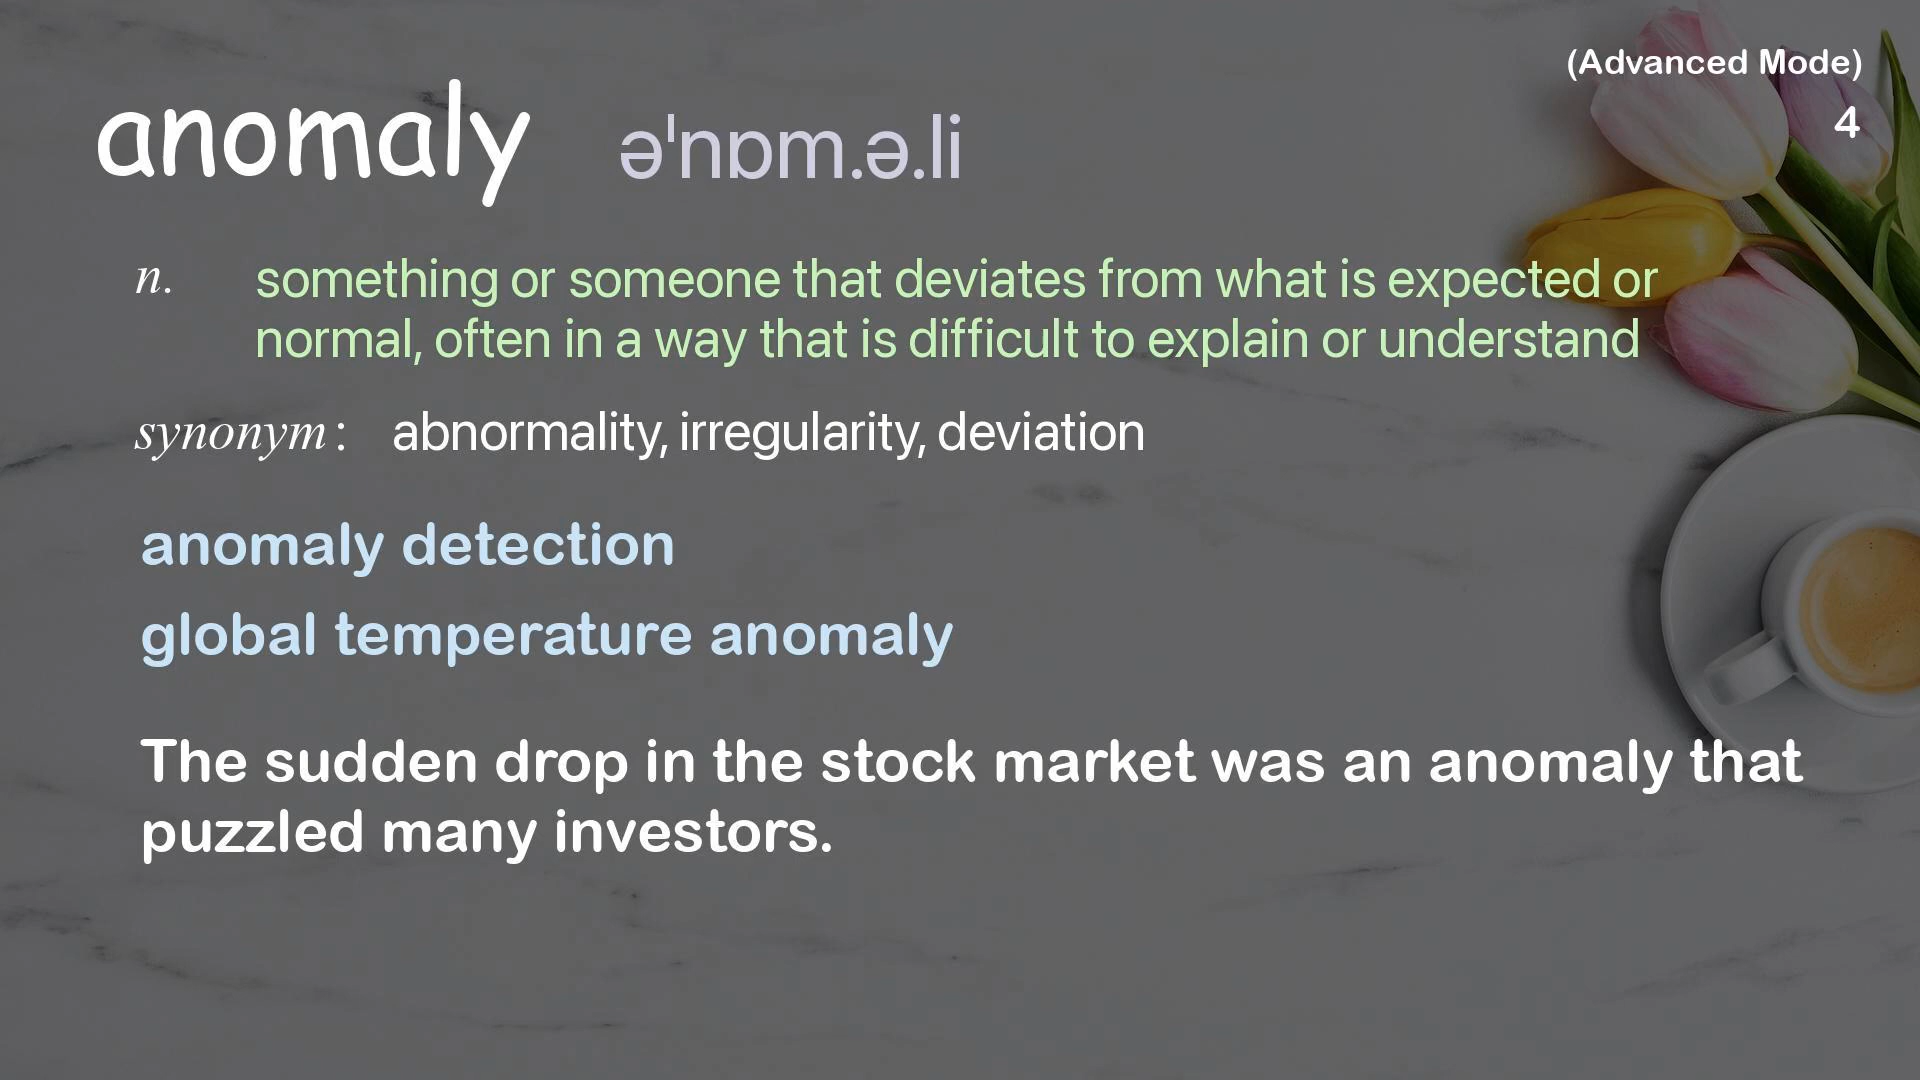 (Advanced Mode)
4
anomaly əˈnɒm.ə.li
n. something or someone that deviates from what is expected or
normal, often in a way that is difficult to explain or understand
synonym: abnormality, irregularity, deviation
anomaly detection
global temperature anomaly
The sudden drop in the stock market was an anomaly that
puzzled many investors.